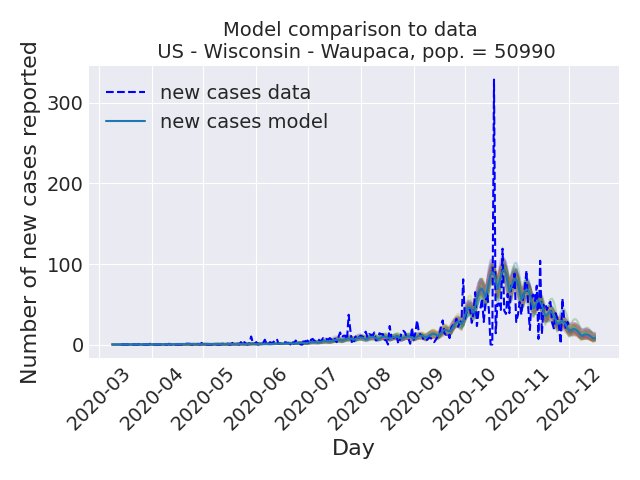 Model comparison to data
US - Wisconsin - Waupaca, pop. = 50990
Number of new cases reported
300
200
100
0
new cases data
new cases model
2020-03
2020-04
2020-05
2020-06
2020-07
2020-08
2020-09
2020-10
2020-11
2020-12
Day